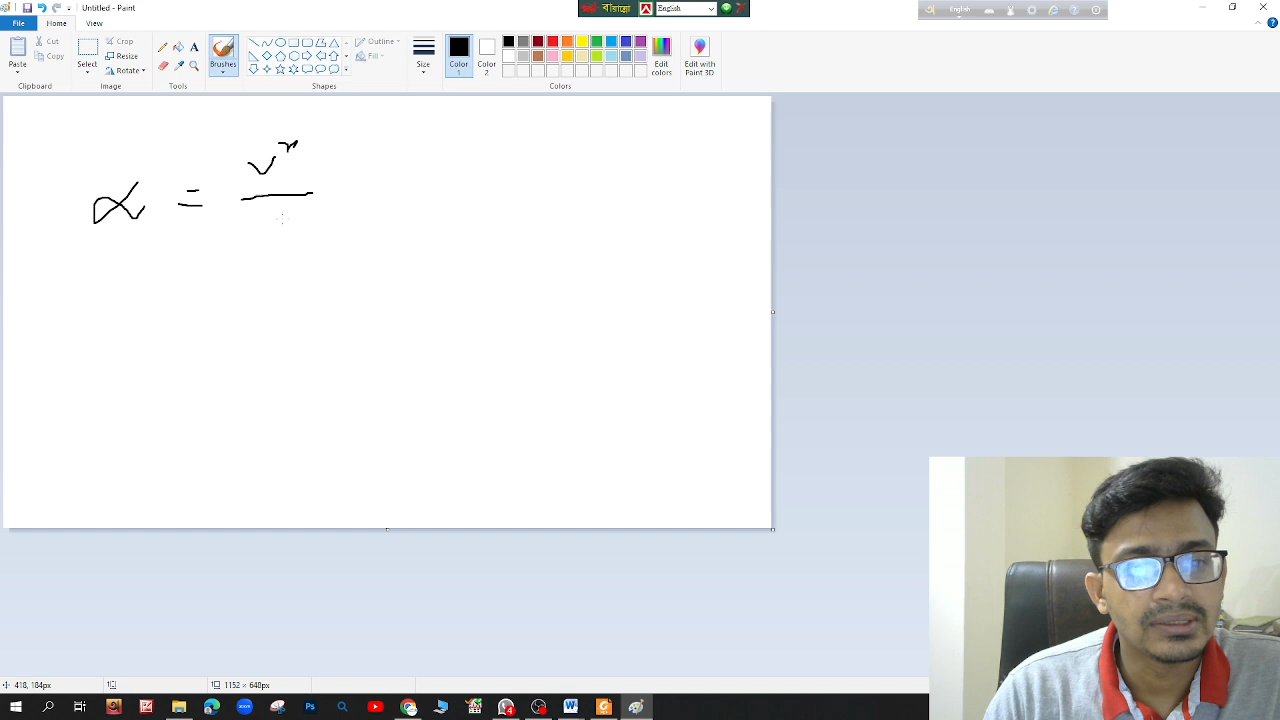 Untitled - Paint
বাঁয়ান্নো English
English
File Home View
Paste Cut Copy Select Crop Resize Rotate Brushes Outline Fill Size Color 1 Color 2 Edit colors Edit with Paint 3D
Clipboard Image Tools Shapes Colors
α = v
418, 184px 1152 × 648px